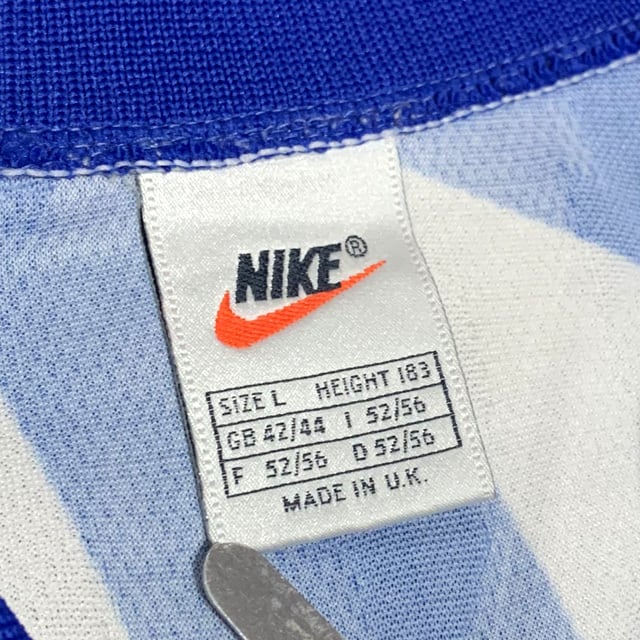 NIKE®
SIZE L HEIGHT 183
GB 42/44 I 52/56
F 52/56 D 52/56
MADE IN U.K.